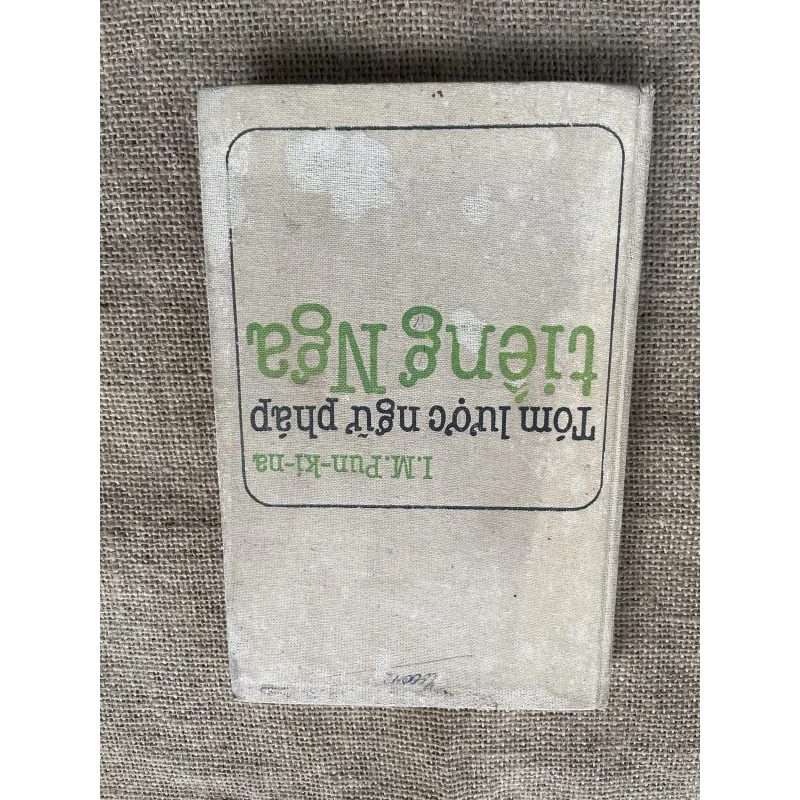 I.M.Pun-ki-na
Tóm lược ngữ pháp
tiếng Nga